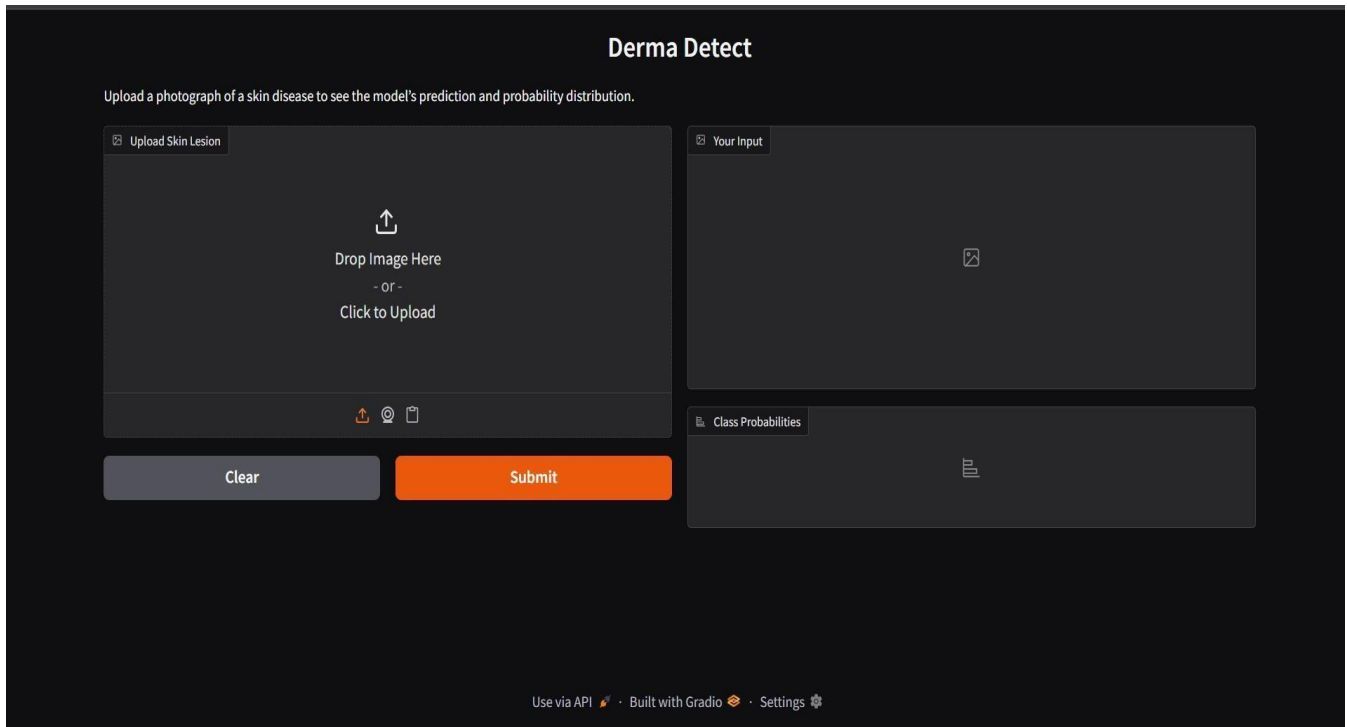 Derma Detect
Upload a photograph of a skin disease to see the model's prediction and probability distribution.
Upload Skin Lesion
Drop Image Here
- or -
Click to Upload
Clear
Submit
Your Input
Class Probabilities
Use via API · Built with Gradio · Settings